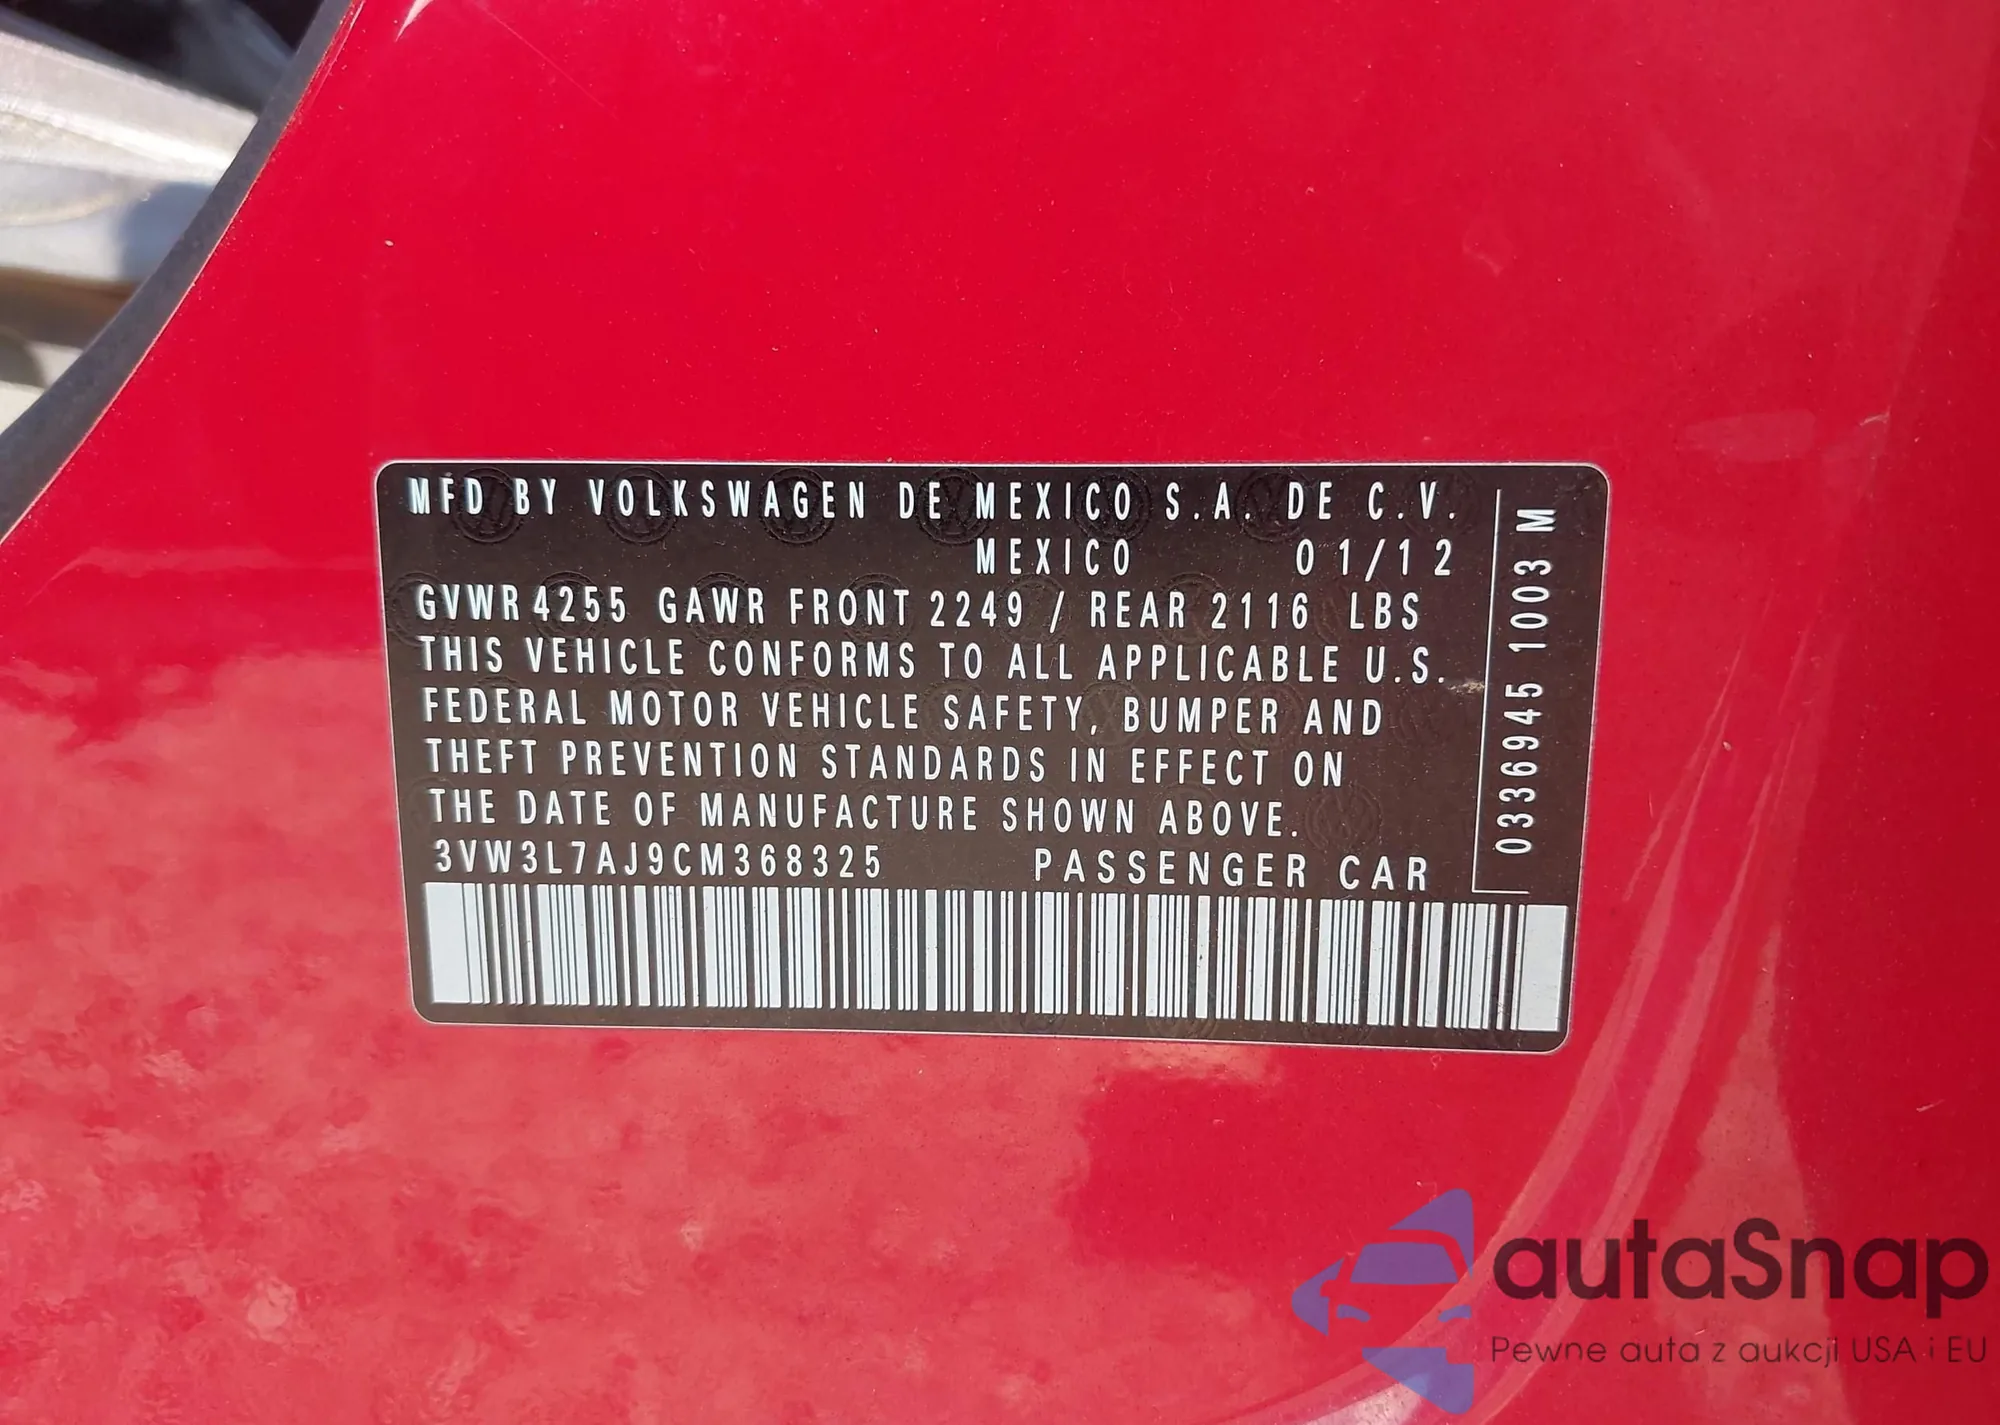 MFD BY VOLKSWAGEN DE MEXICO S.A. DE C.V.
MEXICO 01/12
GVWR 4255 GAWR FRONT 2249 / REAR 2116 LBS
THIS VEHICLE CONFORMS TO ALL APPLICABLE U.S.
FEDERAL MOTOR VEHICLE SAFETY, BUMPER AND
THEFT PREVENTION STANDARDS IN EFFECT ON
THE DATE OF MANUFACTURE SHOWN ABOVE.
3VW3L7AJ9CM368325 PASSENGER CAR
0336945 1003 M
autaSnap
Pewne auta z aukcji USA i EU